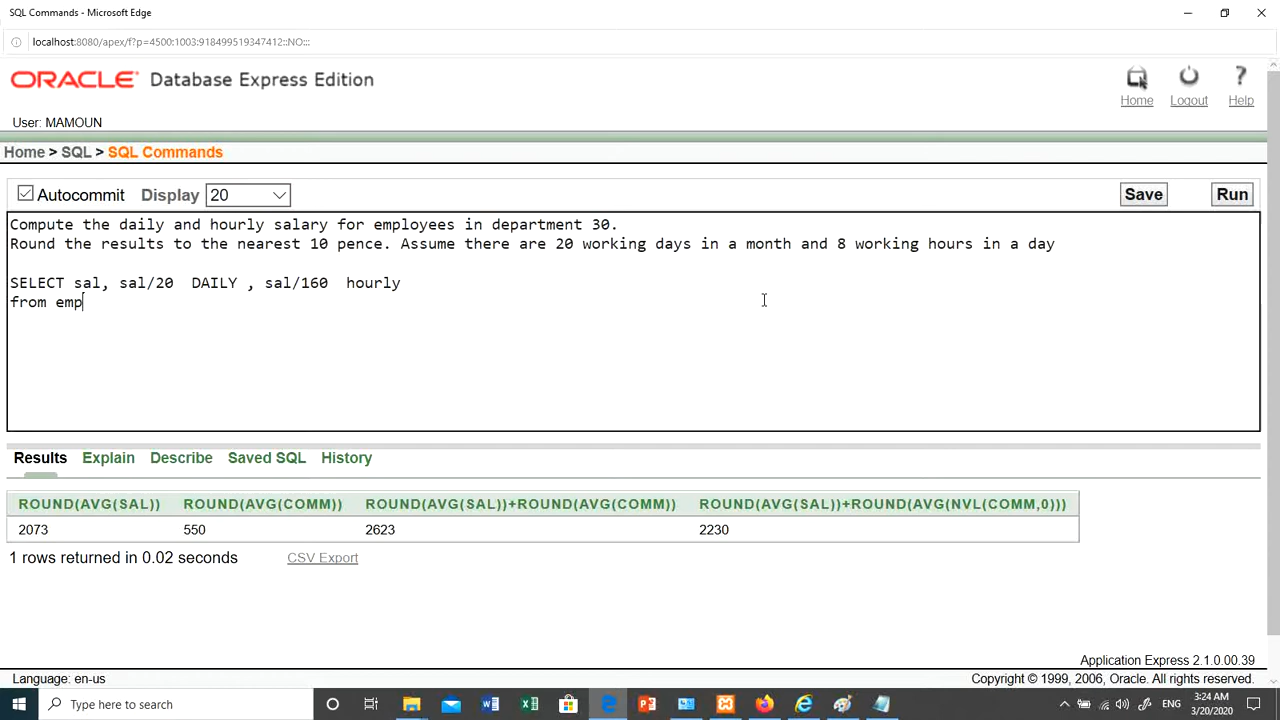 SQL Commands - Microsoft Edge
localhost:8080/apex/f?p=4500:1003:918499519347412::NO:::
ORACLE Database Express Edition
Home Logout Help
User: MAMOUN
Home > SQL > SQL Commands
Autocommit Display 20 Save Run
Compute the daily and hourly salary for employees in department 30.
Round the results to the nearest 10 pence. Assume there are 20 working days in a month and 8 working hours in a day
SELECT sal, sal/20 DAILY , sal/160 hourly
from emp
Results Explain Describe Saved SQL History
ROUND(AVG(SAL)) ROUND(AVG(COMM)) ROUND(AVG(SAL))+ROUND(AVG(COMM)) ROUND(AVG(SAL))+ROUND(AVG(NVL(COMM,0)))
2073 550 2623 2230
1 rows returned in 0.02 seconds CSV Export
Application Express 2.1.0.00.39
Language: en-us Copyright © 1999, 2006, Oracle. All rights reserved.
Type here to search
ENG
3:24 AM
3/20/2020